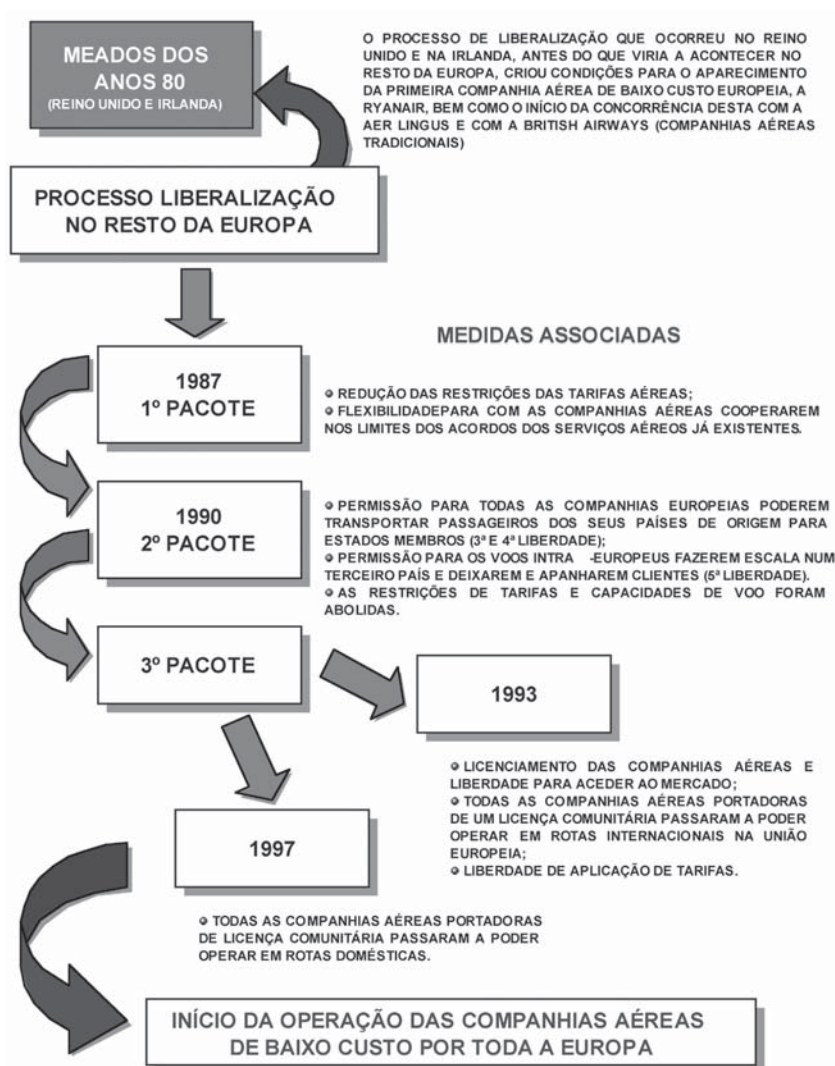 MEADOS DOS
ANOS 80
(REINO UNIDO E IRLANDA)
O PROCESSO DE LIBERALIZAÇÃO QUE OCORREU NO REINO
UNIDO E NA IRLANDA, ANTES DO QUE VIRIA A ACONTECER NO
RESTO DA EUROPA, CRIOU CONDIÇÕES PARA O APARECIMENTO
DA PRIMEIRA COMPANHIA AÉREA DE BAIXO CUSTO EUROPEIA, A
RYANAIR, BEM COMO O INÍCIO DA CONCORRÊNCIA DESTA COM A
AER LINGUS E COM A BRITISH AIRWAYS (COMPANHIAS AÉREAS
TRADICIONAIS)
PROCESSO LIBERALIZAÇÃO
NO RESTO DA EUROPA
MEDIDAS ASSOCIADAS
1987
1º PACOTE
REDUÇÃO DAS RESTRIÇÕES DAS TARIFAS AÉREAS;
FLEXIBILIDADEPARA COM AS COMPANHIAS AÉREAS COOPERAREM
NOS LIMITES DOS ACORDOS DOS SERVIÇOS AÉREOS JÁ EXISTENTES.
1990
2º PACOTE
PERMISSÃO PARA TODAS AS COMPANHIAS EUROPEIAS PODEREM
TRANSPORTAR PASSAGEIROS DOS SEUS PAÍSES DE ORIGEM PARA
ESTADOS MEMBROS (3ª E 4ª LIBERDADE);
PERMISSÃO PARA OS VOOS INTRA -EUROPEUS FAZEREM ESCALA NUM
TERCEIRO PAÍS E DEIXAREM E APANHAREM CLIENTES (5ª LIBERDADE).
AS RESTRIÇÕES DE TARIFAS E CAPACIDADES DE VOO FORAM
ABOLIDAS.
3º PACOTE
1993
LICENCIAMENTO DAS COMPANHIAS AÉREAS E
LIBERDADE PARA ACEDER AO MERCADO;
TODAS AS COMPANHIAS AÉREAS PORTADORAS
DE UM LICENÇA COMUNITÁRIA PASSARAM A PODER
OPERAR EM ROTAS INTERNACIONAIS NA UNIÃO
EUROPEIA;
LIBERDADE DE APLICAÇÃO DE TARIFAS.
1997
TODAS AS COMPANHIAS AÉREAS PORTADORAS
DE LICENÇA COMUNITÁRIA PASSARAM A PODER
OPERAR EM ROTAS DOMÉSTICAS.
INÍCIO DA OPERAÇÃO DAS COMPANHIAS AÉREAS
DE BAIXO CUSTO POR TODA A EUROPA